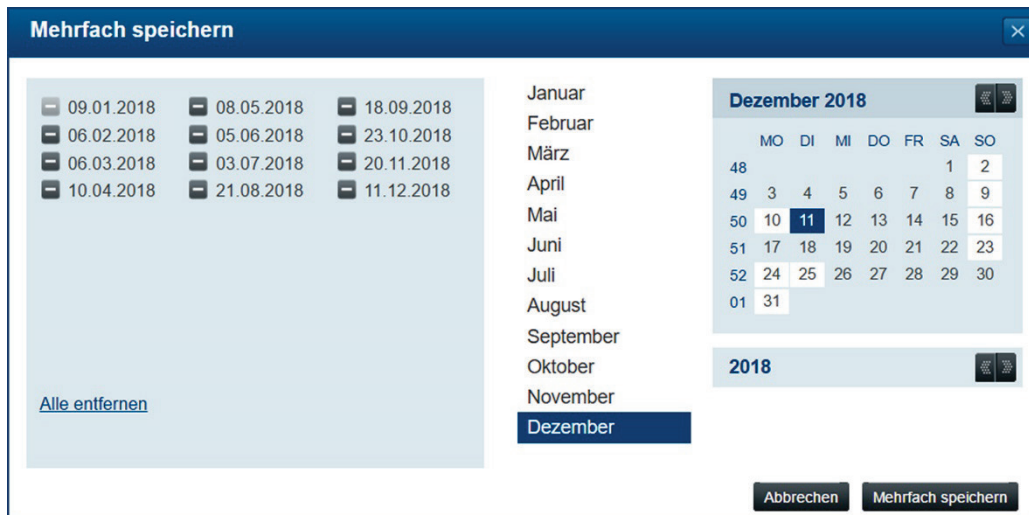 Mehrfach speichern
09.01.2018 08.05.2018 18.09.2018
06.02.2018 05.06.2018 23.10.2018
06.03.2018 03.07.2018 20.11.2018
10.04.2018 21.08.2018 11.12.2018
Alle entfernen
Januar
Februar
März
April
Mai
Juni
Juli
August
September
Oktober
November
Dezember
Dezember 2018
MO DI MI DO FR SA SO
48 1 2
49 3 4 5 6 7 8 9
50 10 11 12 13 14 15 16
51 17 18 19 20 21 22 23
52 24 25 26 27 28 29 30
01 31
2018
Abbrechen Mehrfach speichern